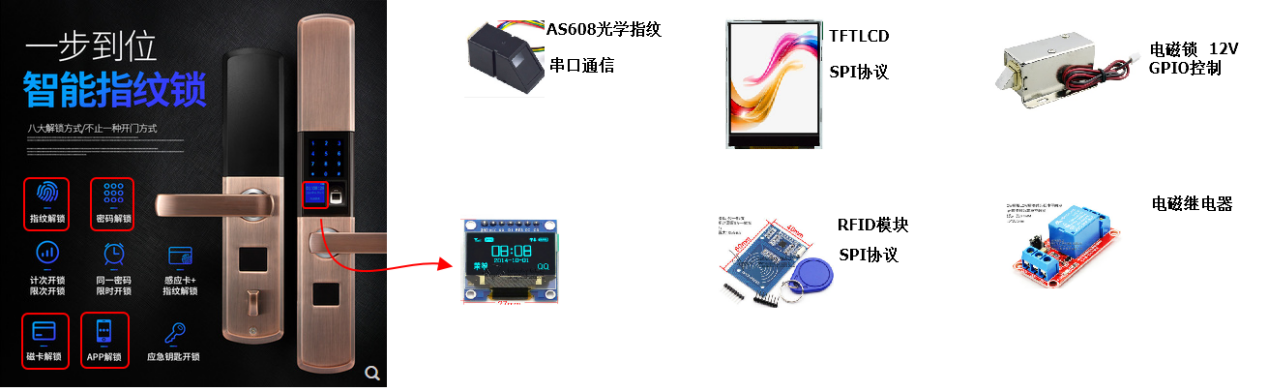 一步到位
智能指纹锁
八大解锁方式/不止一种开门方式
指纹解锁
密码解锁
计次开锁
限次开锁
同一密码
限时开锁
感应卡+
指纹解锁
磁卡解锁
APP解锁
应急钥匙开锁
AS608光学指纹
串口通信
TFTLCD
SPI协议
电磁锁 12V
GPIO控制
08:08
QQ
RFID模块
SPI协议
40mm
60mm
电磁继电器